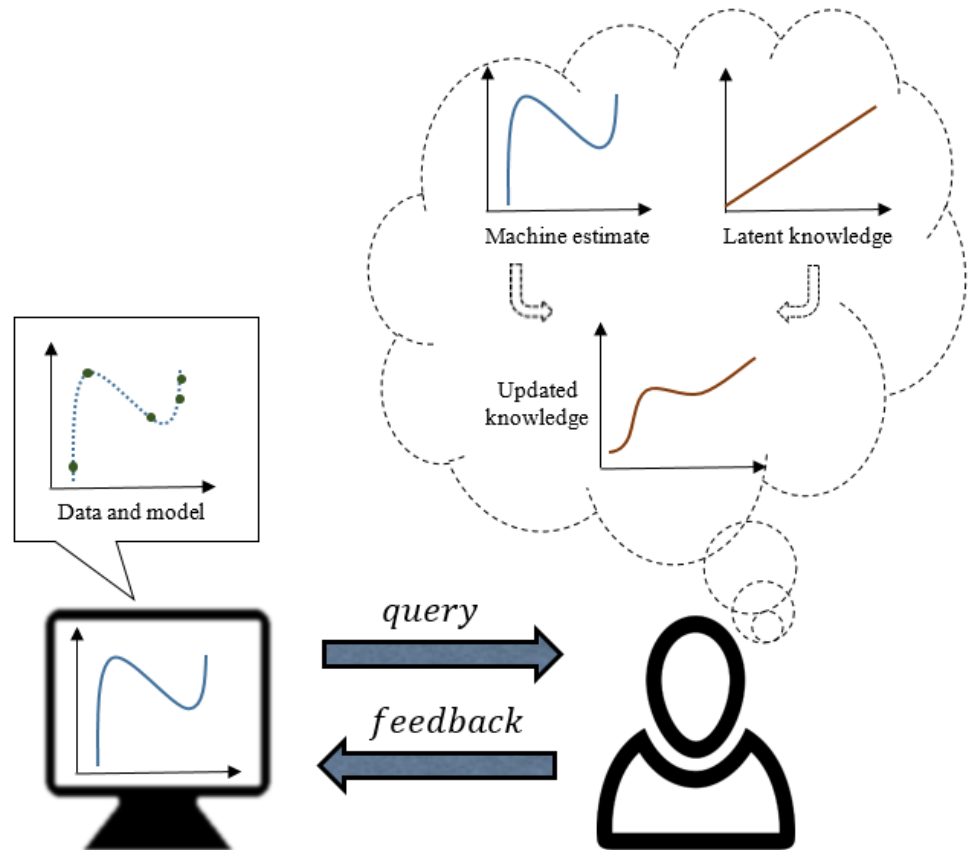 Machine estimate
Latent knowledge
Updated
knowledge
Data and model
query
feedback